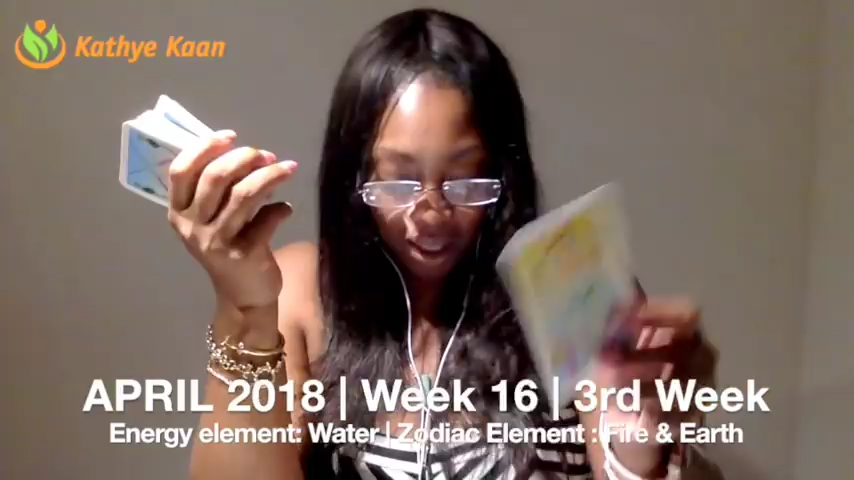 Kathye Kaan
APRIL 2018 | Week 16 | 3rd Week
Energy element: Water | Zodiac Element : Fire & Earth